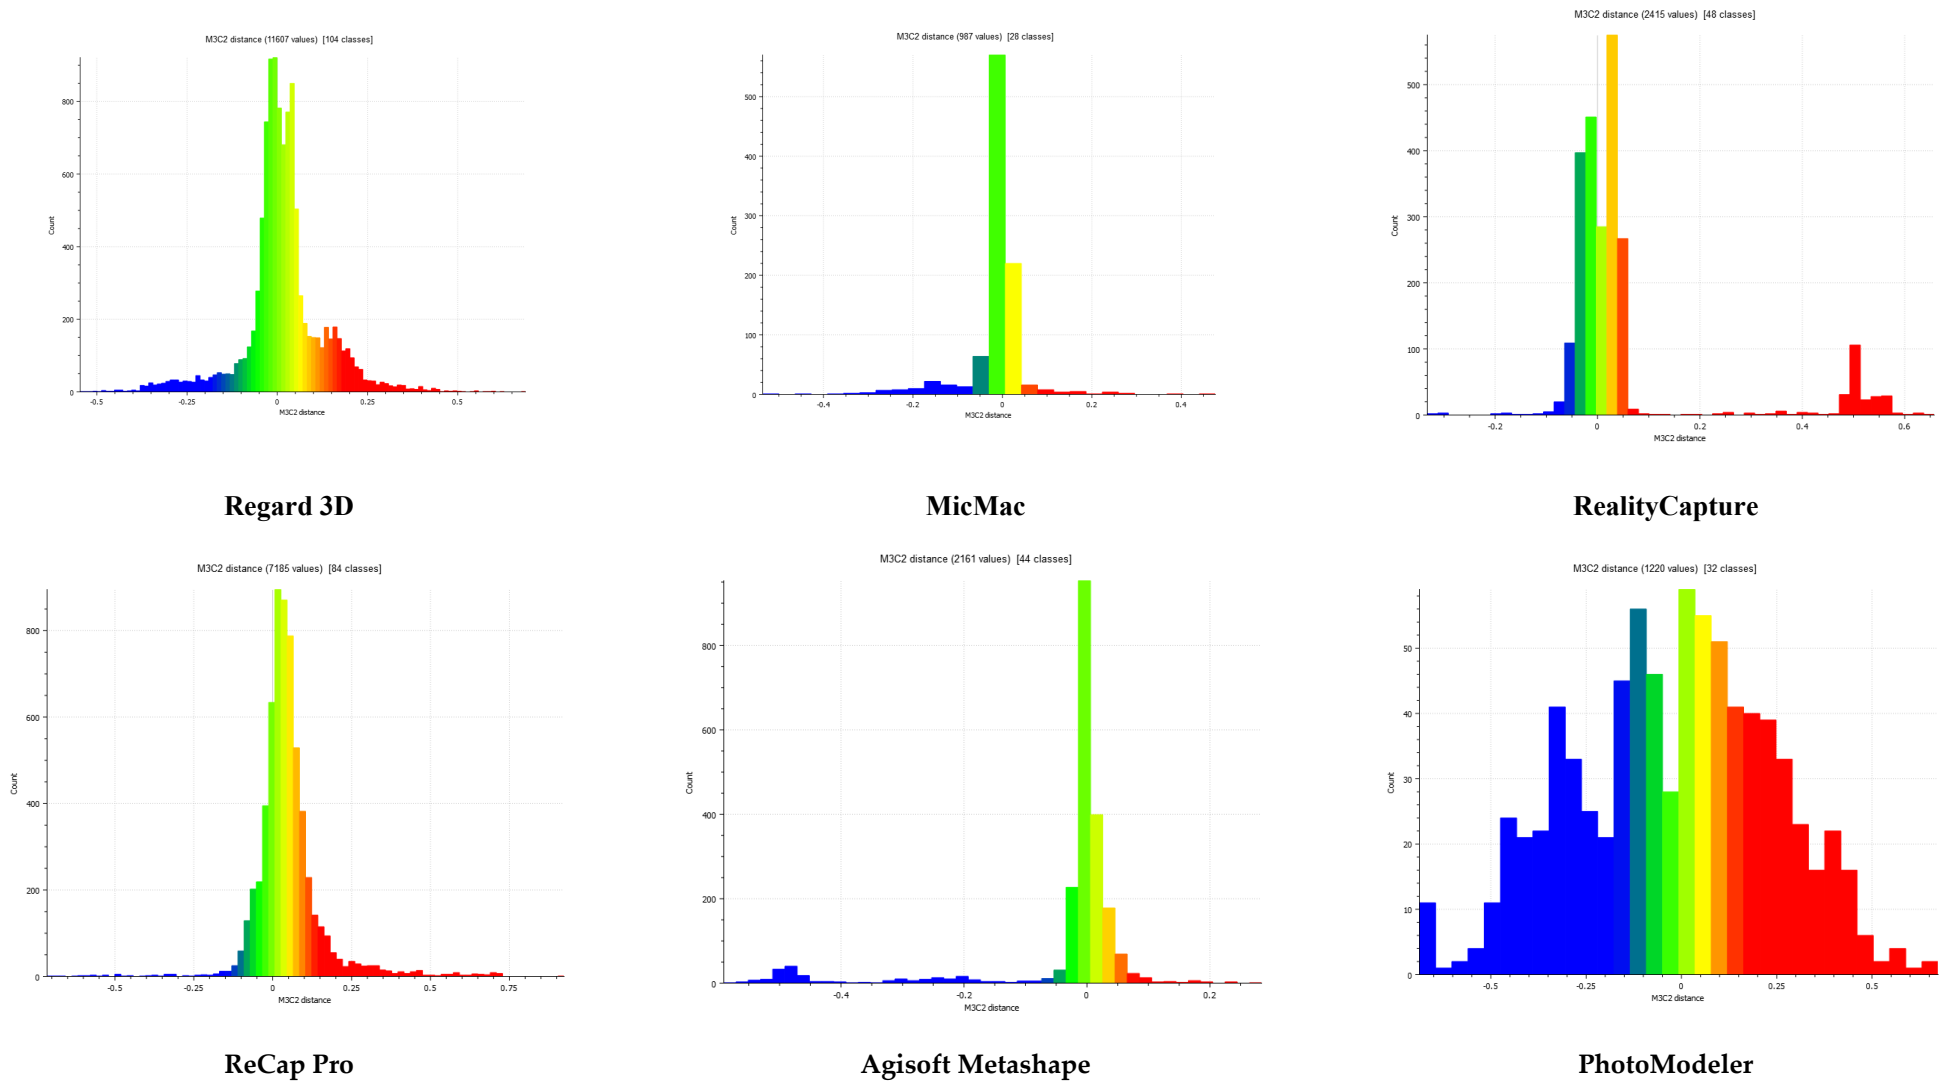 M3C2 distance (11607 values) [104 classes]
800
600
400
200
0
Count
-0.5 -0.25 0 0.25 0.5
M3C2 distance
Regard 3D
M3C2 distance (987 values) [28 classes]
500
400
300
200
100
0
Count
-0.4 -0.2 0 0.2 0.4
M3C2 distance
MicMac
M3C2 distance (2415 values) [48 classes]
500
400
300
200
100
0
Count
-0.2 0 0.2 0.4 0.6
M3C2 distance
RealityCapture
M3C2 distance (7185 values) [84 classes]
800
600
400
200
0
Count
-0.5 -0.25 0 0.25 0.5 0.75
M3C2 distance
ReCap Pro
M3C2 distance (2161 values) [44 classes]
800
600
400
200
0
Count
-0.4 -0.2 0 0.2
M3C2 distance
Agisoft Metashape
M3C2 distance (1220 values) [32 classes]
50
40
30
20
10
0
Count
-0.5 -0.25 0 0.25 0.5
M3C2 distance
PhotoModeler